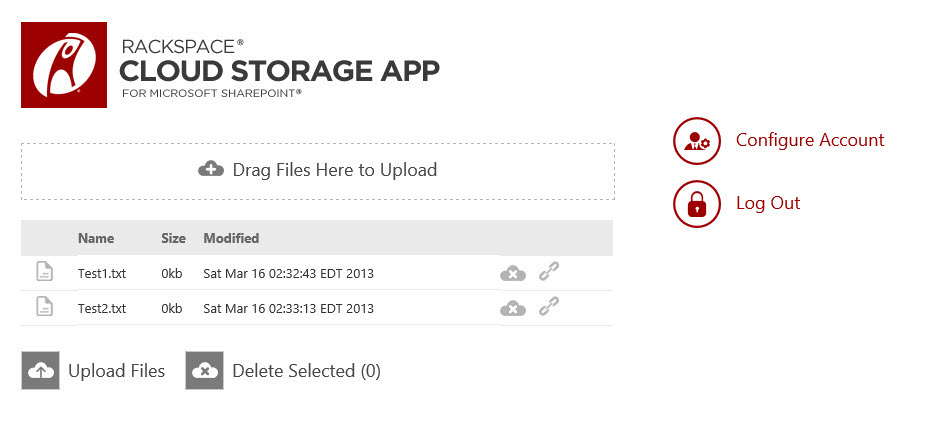 RACKSPACE®
CLOUD STORAGE APP
FOR MICROSOFT SHAREPOINT®
Configure Account
Drag Files Here to Upload
Log Out
Name Size Modified
Test1.txt 0kb Sat Mar 16 02:32:43 EDT 2013
Test2.txt 0kb Sat Mar 16 02:33:13 EDT 2013
Upload Files Delete Selected (0)